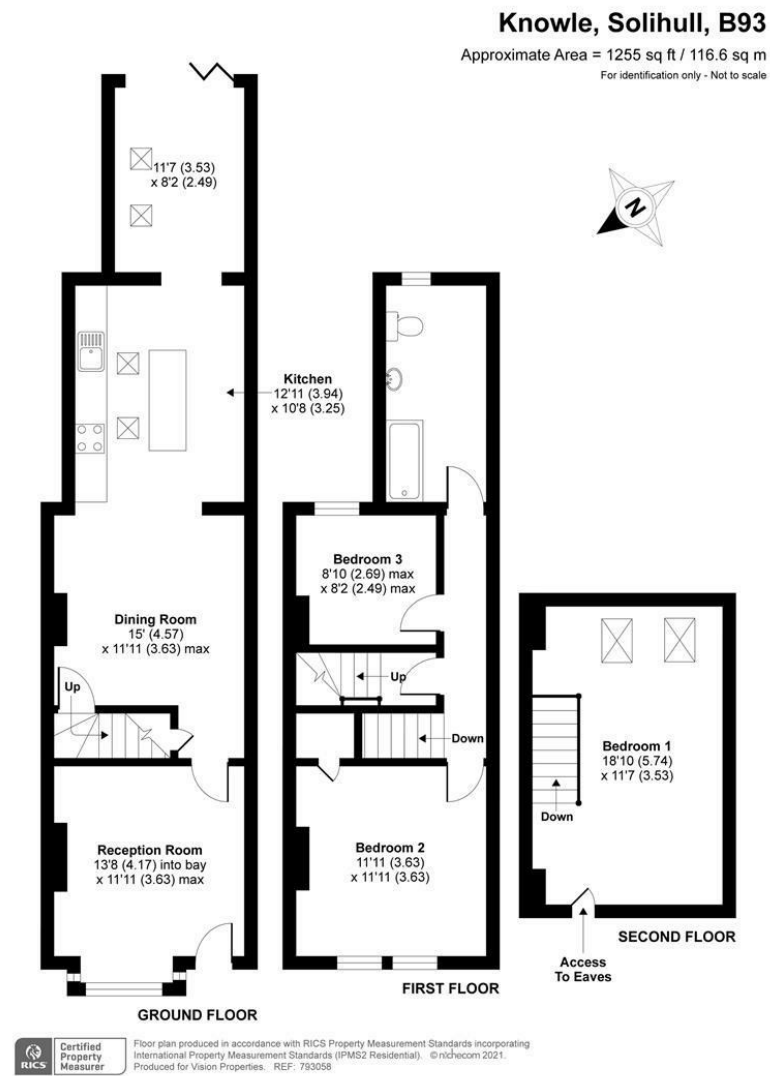 Knowle, Solihull, B93
Approximate Area = 1255 sq ft / 116.6 sq m
For identification only - Not to scale
11'7 (3.53)
x 8'2 (2.49)
N
Kitchen
12'11 (3.94)
x 10'8 (3.25)
Dining Room
15' (4.57)
x 11'11 (3.63) max
Up
Reception Room
13'8 (4.17) into bay
x 11'11 (3.63) max
GROUND FLOOR
Bedroom 3
8'10 (2.69) max
x 8'2 (2.49) max
Up
Down
Bedroom 2
11'11 (3.63)
x 11'11 (3.63)
FIRST FLOOR
Bedroom 1
18'10 (5.74)
x 11'7 (3.53)
Down
Access
To Eaves
SECOND FLOOR
RICS
Certified
Property
Measurer
Floor plan produced in accordance with RICS Property Measurement Standards incorporating
International Property Measurement Standards (IPMS2 Residential). © nichecom 2021.
Produced for Vision Properties. REF: 793058